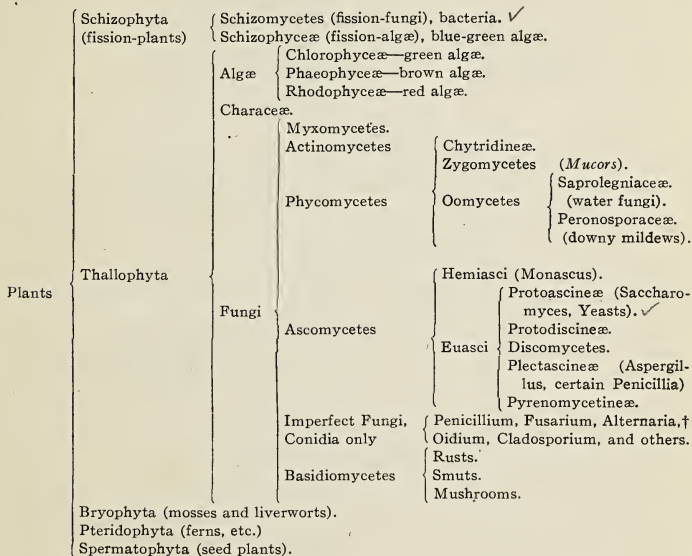 Schizophyta
(fission-plants)
Schizomycetes (fission-fungi), bacteria. ✓
Schizophyceæ (fission-algæ), blue-green algæ.
Algæ
Chlorophyceæ—green algæ.
Phaeophyceæ—brown algæ.
Rhodophyceæ—red algæ.
Characeæ.
Myxomycetes.
Actinomycetes
Phycomycetes
Chytridineæ.
Zygomycetes (Mucors).
Oomycetes
Saprolegniaceæ.
(water fungi).
Peronosporaceæ.
(downy mildews).
Plants
Thallophyta
Fungi
Ascomycetes
Hemiasci (Monascus).
Euasci
Protoascineæ (Saccharo-
myces, Yeasts). ✓
Protodiscineæ.
Discomycetes.
Plectascineæ (Aspergil-
lus, certain Penicillia)
Pyrenomycetineæ.
Imperfect Fungi,
Conidia only
Penicillium, Fusarium, Alternaria,†
Oidium, Cladosporium, and others.
Basidiomycetes
Rusts.
Smuts.
Mushrooms.
Bryophyta (mosses and liverworts).
Pteridophyta (ferns, etc.)
Spermatophyta (seed plants).